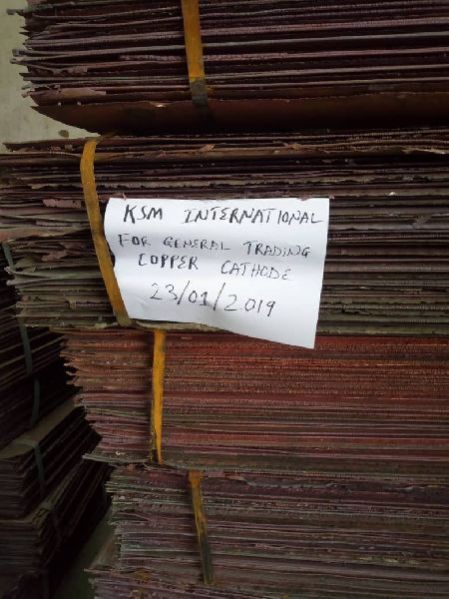 KSM INTERNATIONAL
FOR GENERAL TRADING
COPPER CATHODE
23/01/2019